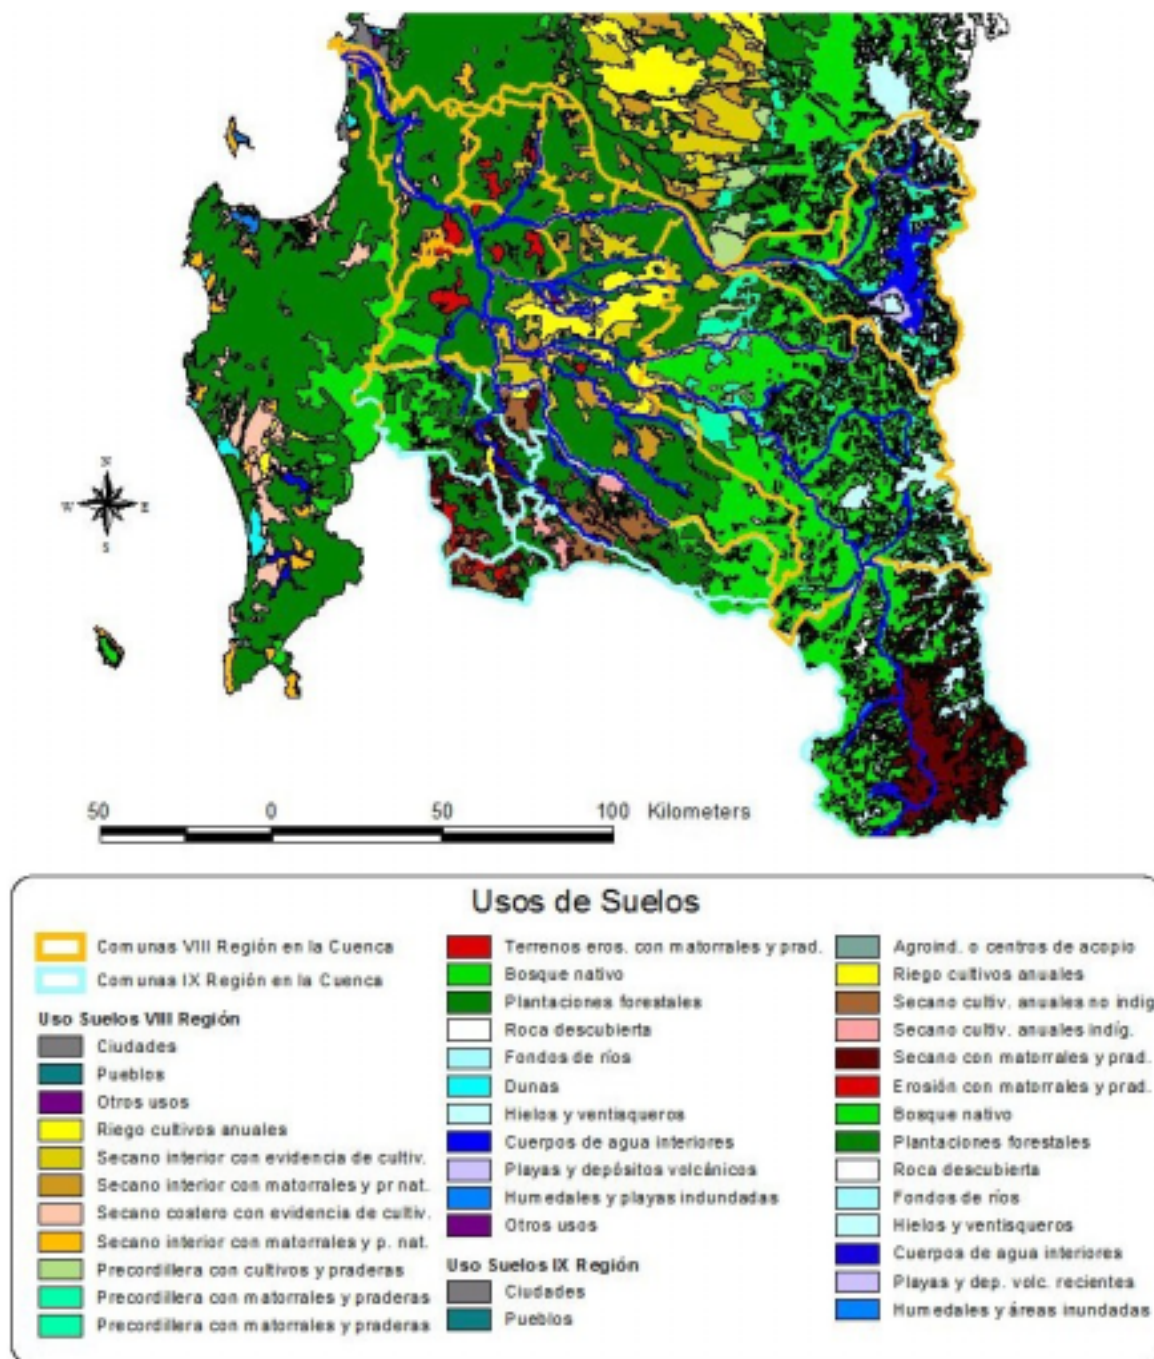 N
W E
S
50 0 50 100 Kilometers
Usos de Suelos
Comunas VIII Región en la Cuenca
Comunas IX Región en la Cuenca
Uso Suelos VIII Región
Ciudades
Pueblos
Otros usos
Riego cultivos anuales
Secano interior con evidencia de cultiv.
Secano interior con matorrales y pr nat.
Secano costero con evidencia de cultiv.
Secano interior con matorrales y p. nat.
Precordillera con cultivos y praderas
Precordillera con matorrales y praderas
Precordillera con matorrales y praderas
Terrenos eros. con matorrales y prad.
Bosque nativo
Plantaciones forestales
Roca descubierta
Fondos de ríos
Dunas
Hielos y ventisqueros
Cuerpos de agua interiores
Playas y depósitos volcánicos
Humedales y playas indundadas
Otros usos
Uso Suelos IX Región
Ciudades
Pueblos
Agroind. o centros de acopio
Riego cultivos anuales
Secano cultiv. anuales no indig
Secano cultiv. anuales indíg.
Secano con matorrales y prad.
Erosión con matorrales y prad.
Bosque nativo
Plantaciones forestales
Roca descubierta
Fondos de ríos
Hielos y ventisqueros
Cuerpos de agua interiores
Playas y dep. volc. recientes
Humedales y áreas inundadas